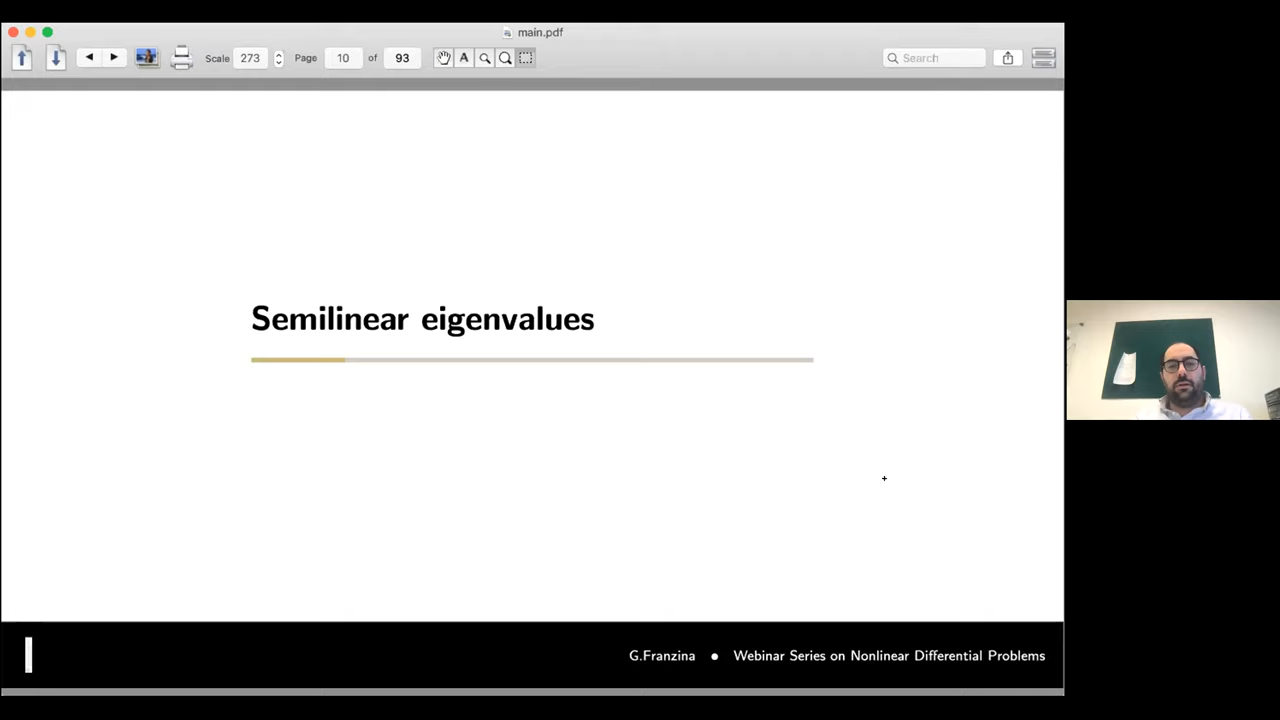 main.pdf
Scale 273 Page 10 of 93 A Search
Semilinear eigenvalues
G.Franzina • Webinar Series on Nonlinear Differential Problems